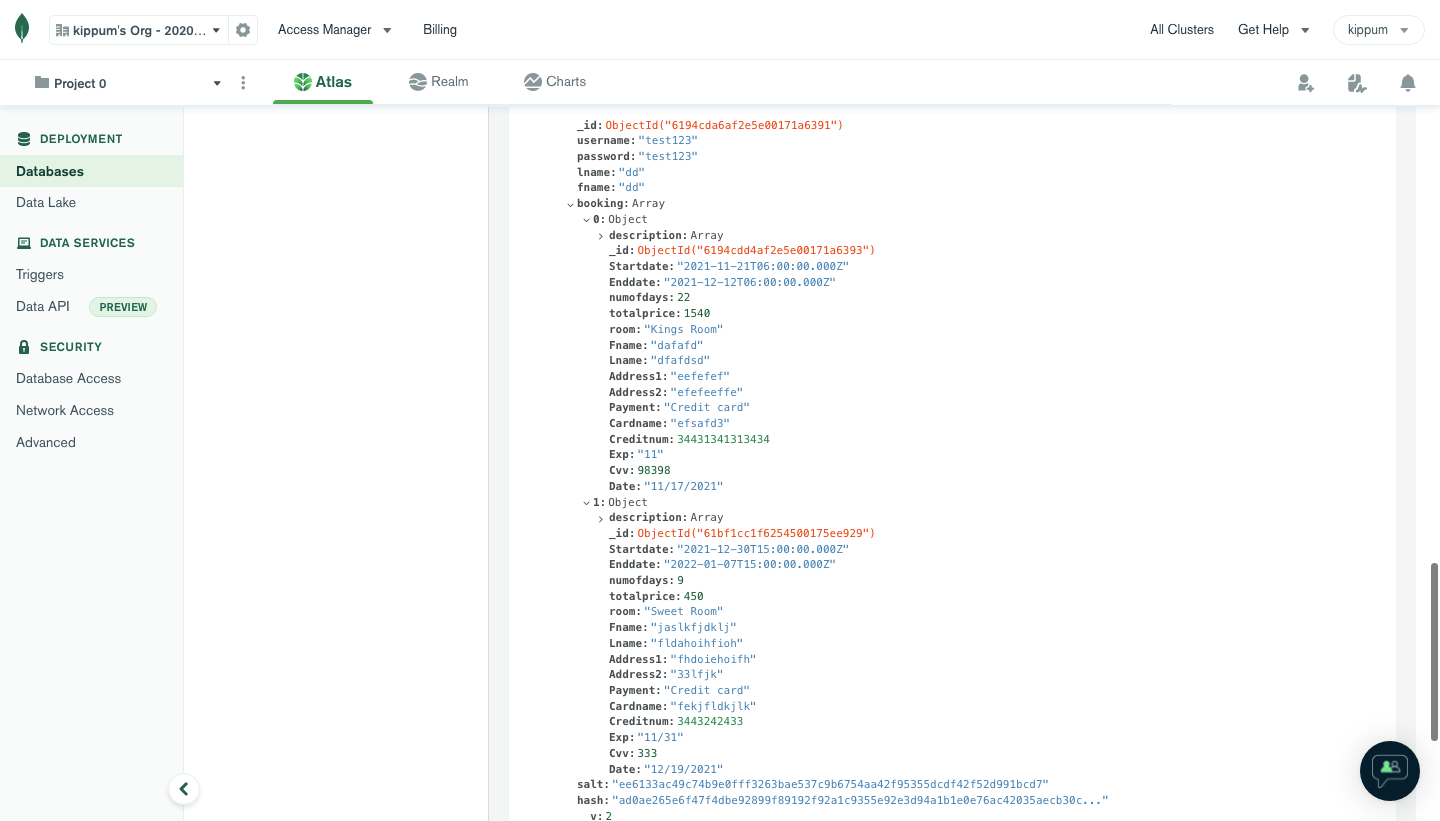 kippum's Org - 2020... Access Manager Billing All Clusters Get Help kippum
Project 0 Atlas Realm Charts
DEPLOYMENT
Databases
Data Lake
DATA SERVICES
Triggers
Data API PREVIEW
SECURITY
Database Access
Network Access
Advanced
_id: ObjectId("6194cda6af2e5e00171a6391")
username: "test123"
password: "test123"
lname: "dd"
fname: "dd"
booking: Array
0: Object
description: Array
_id: ObjectId("6194cdd4af2e5e00171a6393")
Startdate: "2021-11-21T06:00:00.000Z"
Enddate: "2021-12-12T06:00:00.000Z"
numofdays: 22
totalprice: 1540
room: "Kings Room"
Fname: "dafafd"
Lname: "dfafdsd"
Address1: "eefefef"
Address2: "efefeeffe"
Payment: "Credit card"
Cardname: "efsafd3"
Creditnum: 34431341313434
Exp: "11"
Cvv: 98398
Date: "11/17/2021"
1: Object
description: Array
_id: ObjectId("61bf1cc1f6254500175ee929")
Startdate: "2021-12-30T15:00:00.000Z"
Enddate: "2022-01-07T15:00:00.000Z"
numofdays: 9
totalprice: 450
room: "Sweet Room"
Fname: "jaslkfjdklj"
Lname: "fldahoihfioh"
Address1: "fhdoiehoifh"
Address2: "33lfjk"
Payment: "Credit card"
Cardname: "fekjfldkjlk"
Creditnum: 3443242433
Exp: "11/31"
Cvv: 333
Date: "12/19/2021"
salt: "ee6133ac49c74b9e0fff3263bae537c9b6754aa42f95355dcdf42f52d991bcd7"
hash: "ad0ae265e6f47f4dbe92899f89192f92a1c9355e92e3d94a1b1e0e76ac42035aecb30c..."
v: 2